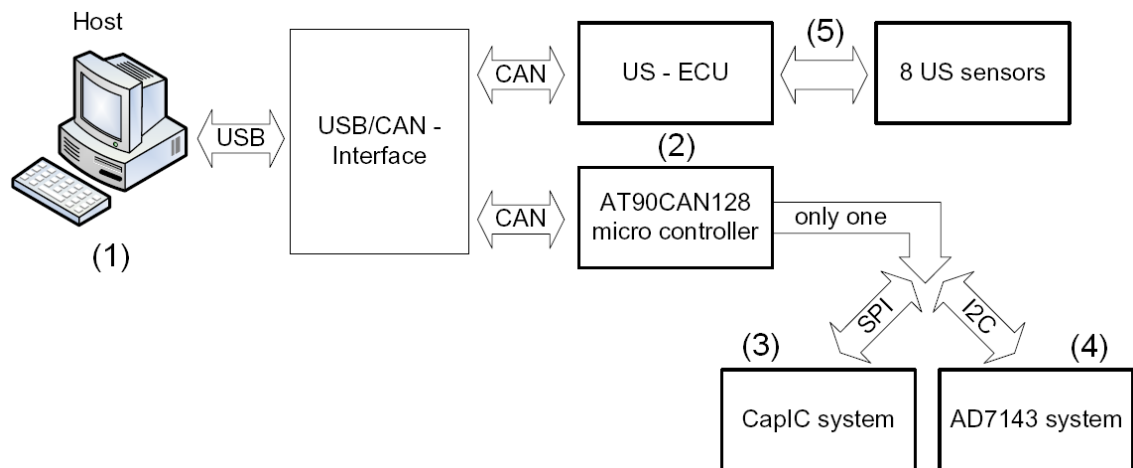 Host
(1)
USB
USB/CAN -
Interface
CAN
US - ECU
(5)
8 US sensors
(2)
CAN
AT90CAN128
micro controller
only one
SPI
I2C
(3)
CapIC system
(4)
AD7143 system